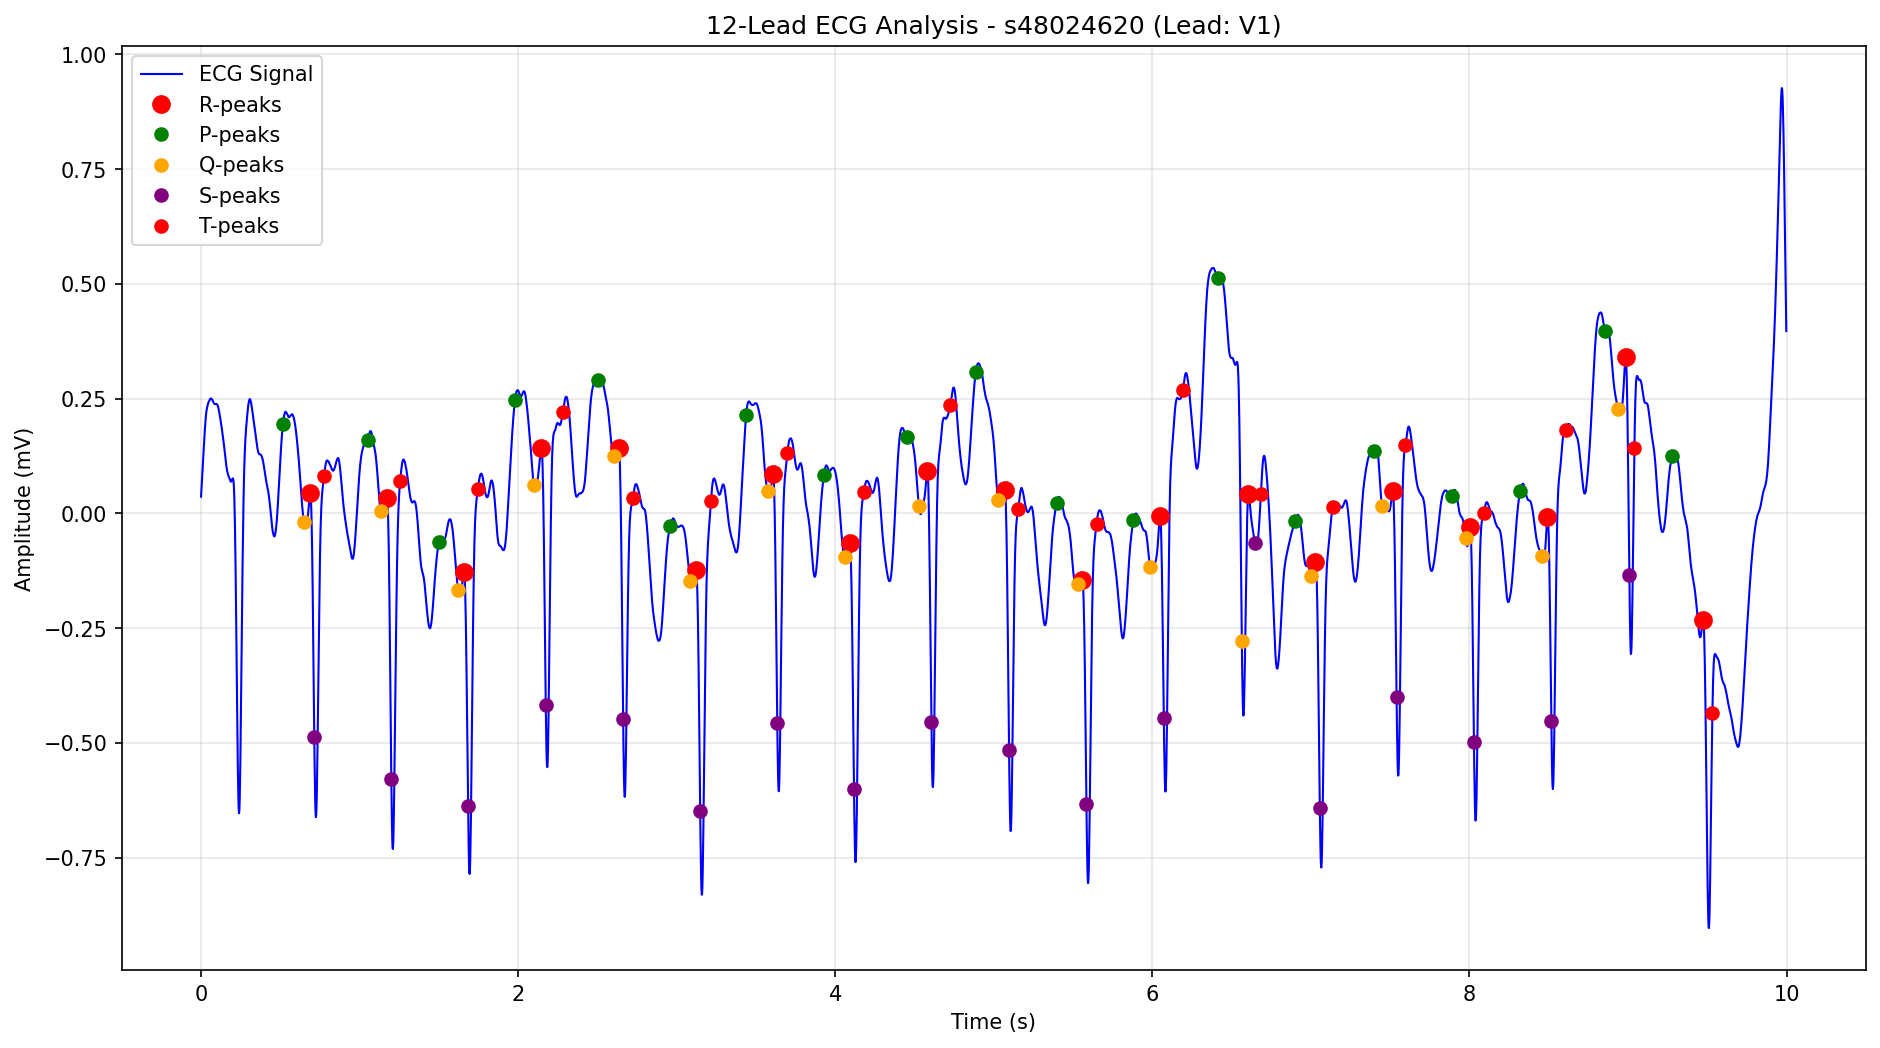 12-Lead ECG Analysis - s48024620 (Lead: V1)
ECG Signal
R-peaks
P-peaks
Q-peaks
S-peaks
T-peaks
1.00
0.75
0.50
0.25
0.00
−0.25
−0.50
−0.75
Amplitude (mV)
0 2 4 6 8 10
Time (s)